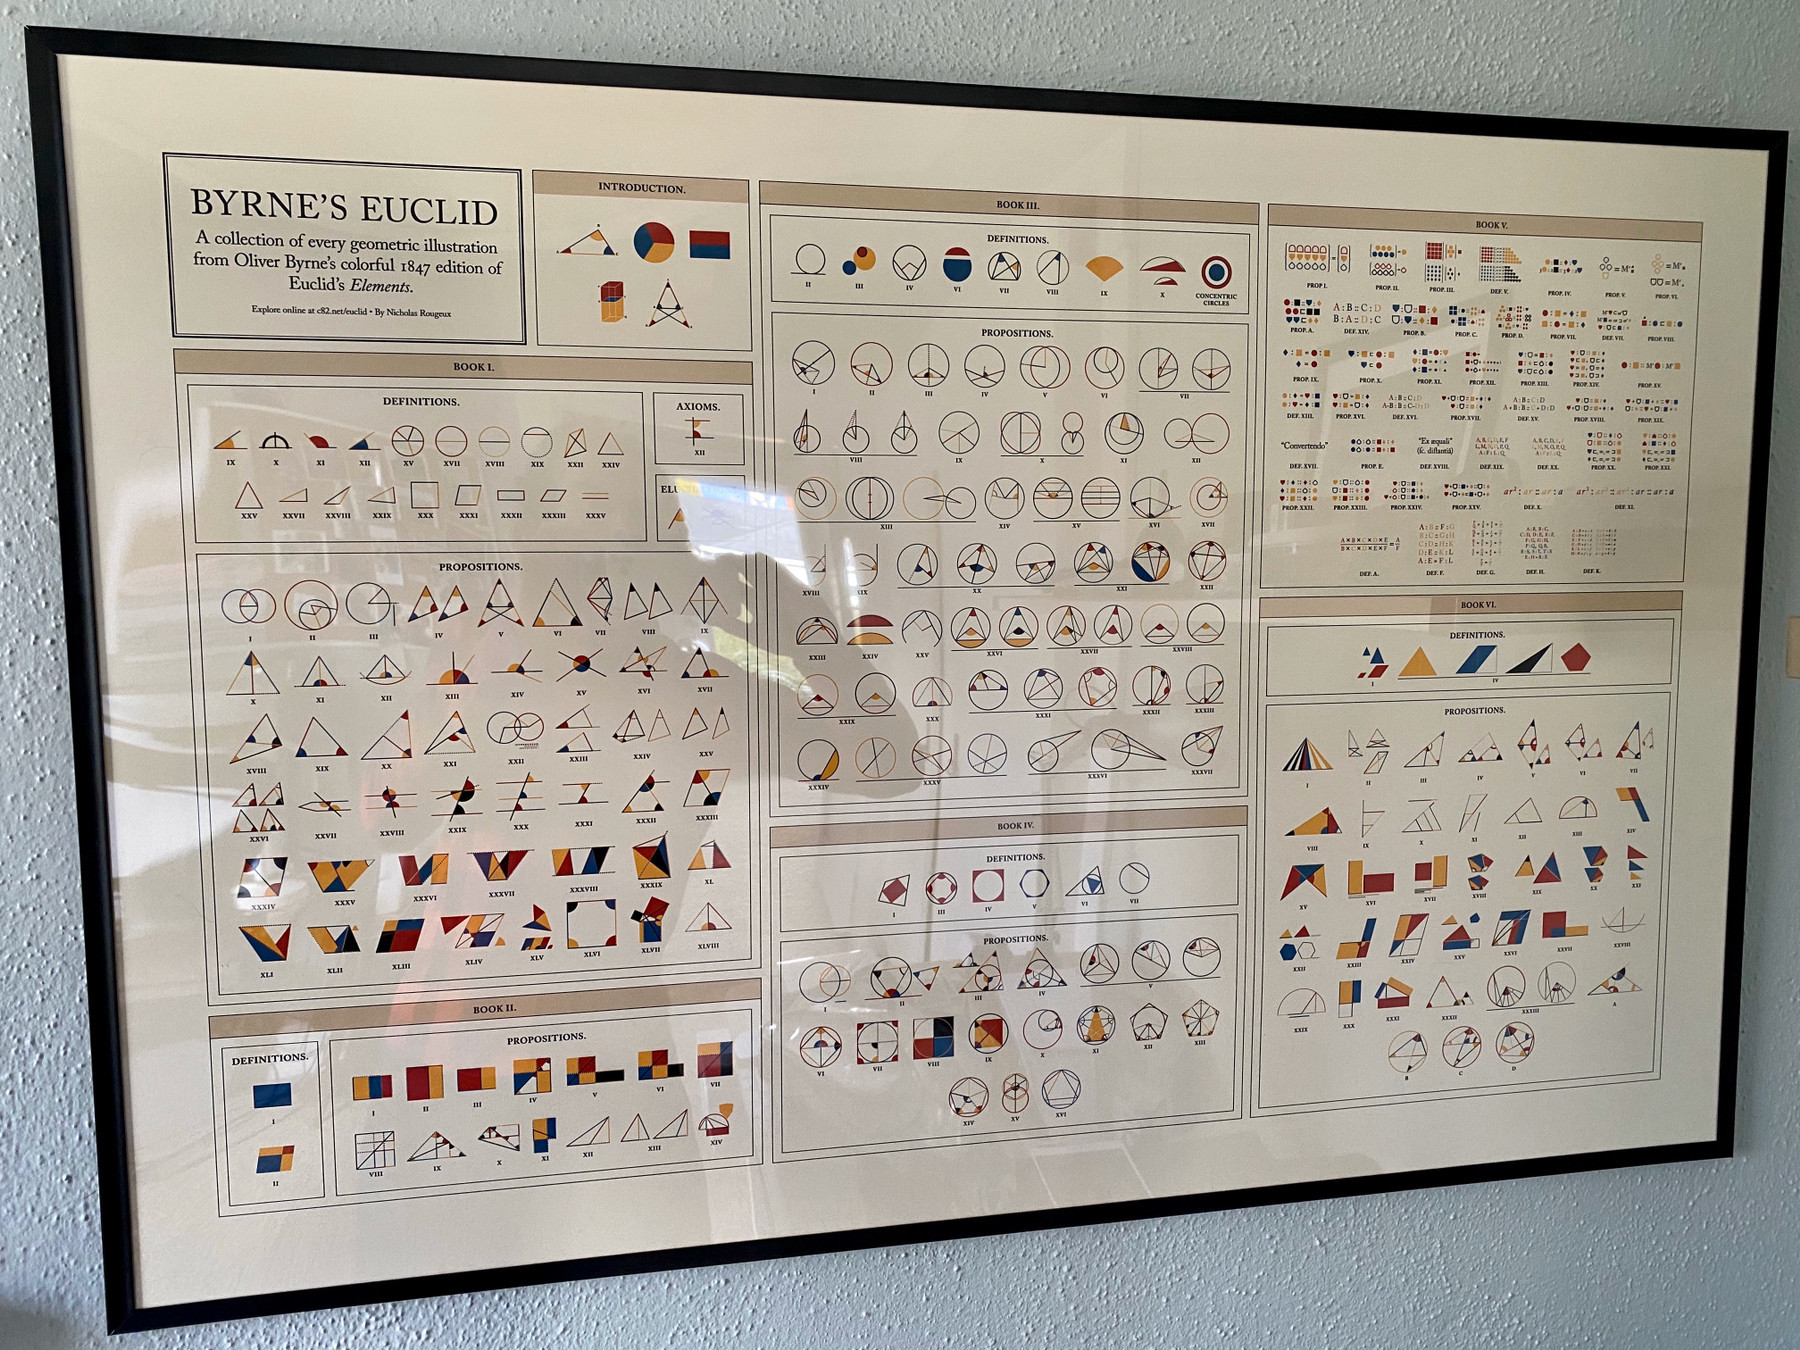 BYRNE'S EUCLID
A collection of every geometric illustration
from Oliver Byrne's colorful 1847 edition of
Euclid's Elements.
Explore online at c82.net/euclid • By Nicholas Rougeux
INTRODUCTION.
BOOK I.
DEFINITIONS.
IX X XI XII XV XVII XVIII XIX XXII XXIV
XXV XXVII XXVIII XXIX XXX XXXI XXXII XXXIII XXXV
AXIOMS.
XII
PROPOSITIONS.
I II III IV V VI VII VIII IX
X XI XII XIII XIV XV XVI XVII
XVIII XIX XX XXI XXII XXIII XXIV XXV
XXVI XXVII XXVIII XXIX XXX XXXI XXXII XXXIII
XXXIV XXXV XXXVI XXXVII XXXVIII XXXIX XL
XLI XLII XLIII XLIV XLV XLVI XLVII XLVIII
BOOK II.
DEFINITIONS.
I
II
PROPOSITIONS.
I II III IV V VI VII
VIII IX X XI XII XIII XIV
BOOK III.
DEFINITIONS.
II III IV VI VII VIII IX X CONCENTRIC
CIRCLES
PROPOSITIONS.
I II III IV V VI VII
VIII IX X XI XII
XIII XIV XV XVI XVII
XVIII XIX XX XXI XXII
XXIII XXIV XXV XXVI XXVII XXVIII
XXIX XXX XXXI XXXII XXXIII
XXXIV XXXV XXXVI XXXVII
BOOK IV.
DEFINITIONS.
I III IV V VI VII
PROPOSITIONS.
I II III IV V
VI VII VIII IX X XI XII XIII
XIV XV XVI
BOOK V.
PROP I. PROP. II. PROP. III. DEF. V. PROP. IV. PROP. V. PROP. VI.
A:B::C:D
B:A::D:C
PROP. A. DEF. XIV. PROP. B. PROP. C. PROP. D. PROP. VII. DEF. VII. PROP. VIII.
PROP. IX. PROP. X. PROP. XI. PROP. XII. PROP. XIII. PROP. XIV. PROP. XV.
DEF. XIII. PROP. XVI. DEF. XVI. PROP. XVII. DEF. XV. PROP. XVIII. PROP. XIX.
"Convertendo" "Ex æquali"
(sc. distantiâ)
DEF. XVII. PROP. E. DEF. XVIII. DEF. XIX. DEF. XX. PROP. XX. PROP. XXI.
PROP. XXII. PROP. XXIII. PROP. XXIV. PROP. XXV. DEF. X. DEF. XI.
DEF. A. DEF. F. DEF. G. DEF. H. DEF. K.
BOOK VI.
DEFINITIONS.
I IV
PROPOSITIONS.
I II III IV V VI VII
VIII IX X XI XII XIII XIV
XV XVI XVII XVIII XIX XX XXI
XXII XXIII XXIV XXV XXVI XXVII XXVIII
XXIX XXX XXXI XXXII XXXIII A
B C D